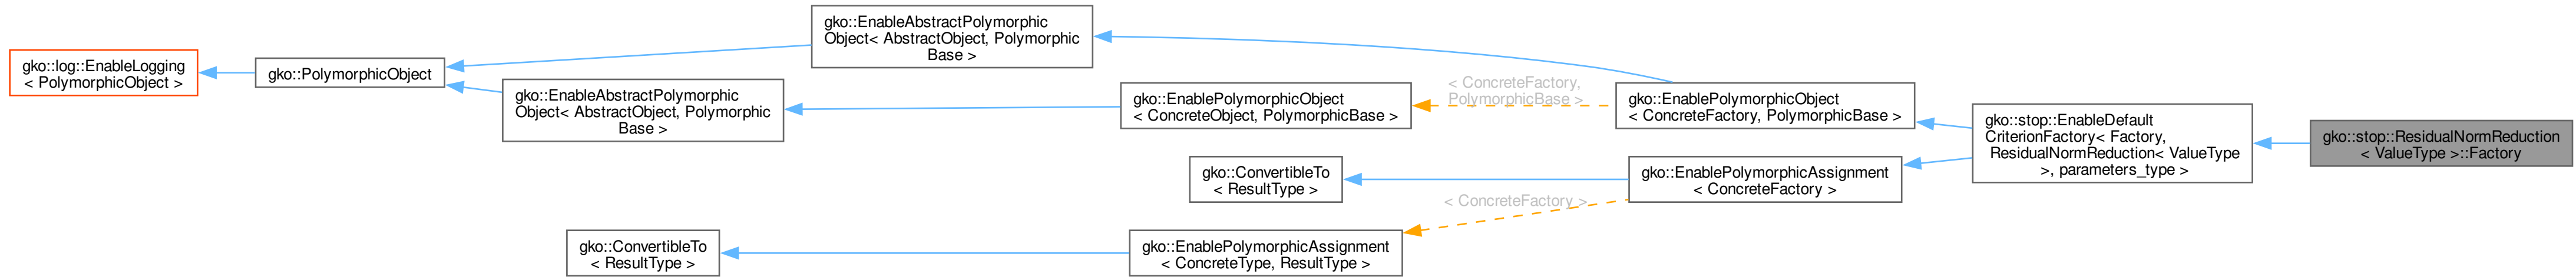 gko::log::EnableLogging
< PolymorphicObject >
gko::PolymorphicObject
gko::EnableAbstractPolymorphic
Object< AbstractObject, Polymorphic
Base >
gko::EnableAbstractPolymorphic
Object< AbstractObject, Polymorphic
Base >
gko::EnablePolymorphicObject
< ConcreteObject, PolymorphicBase >
< ConcreteFactory,
PolymorphicBase >
gko::EnablePolymorphicObject
< ConcreteFactory, PolymorphicBase >
gko::ConvertibleTo
< ResultType >
gko::EnablePolymorphicAssignment
< ConcreteFactory >
< ConcreteFactory >
gko::ConvertibleTo
< ResultType >
gko::EnablePolymorphicAssignment
< ConcreteType, ResultType >
gko::stop::EnableDefault
CriterionFactory< Factory,
ResidualNormReduction< ValueType
>, parameters_type >
gko::stop::ResidualNormReduction
< ValueType >::Factory